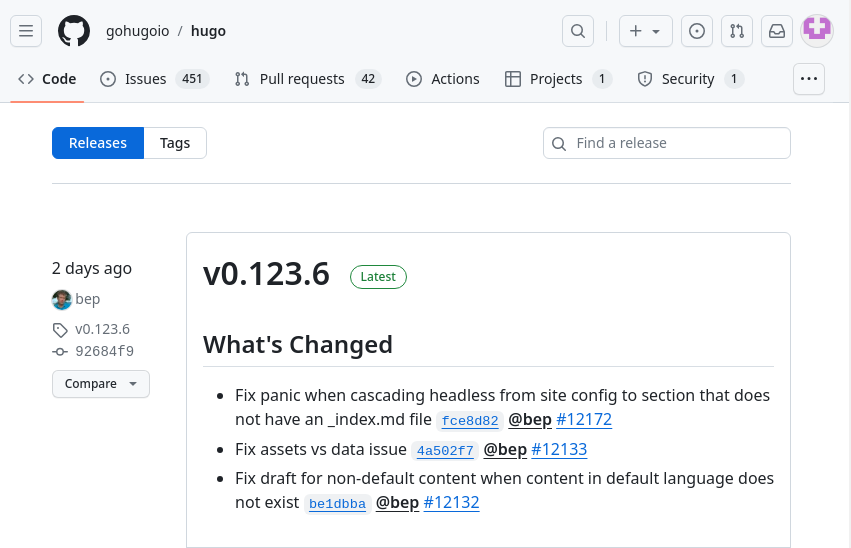 gohugoio / hugo
Code Issues 451 Pull requests 42 Actions Projects 1 Security 1
Releases Tags Find a release
2 days ago
bep
v0.123.6
92684f9
Compare
v0.123.6 Latest
What's Changed
• Fix panic when cascading headless from site config to section that does
not have an _index.md file fce8d82 @bep #12172
• Fix assets vs data issue 4a502f7 @bep #12133
• Fix draft for non-default content when content in default language does
not exist be1dbba @bep #12132